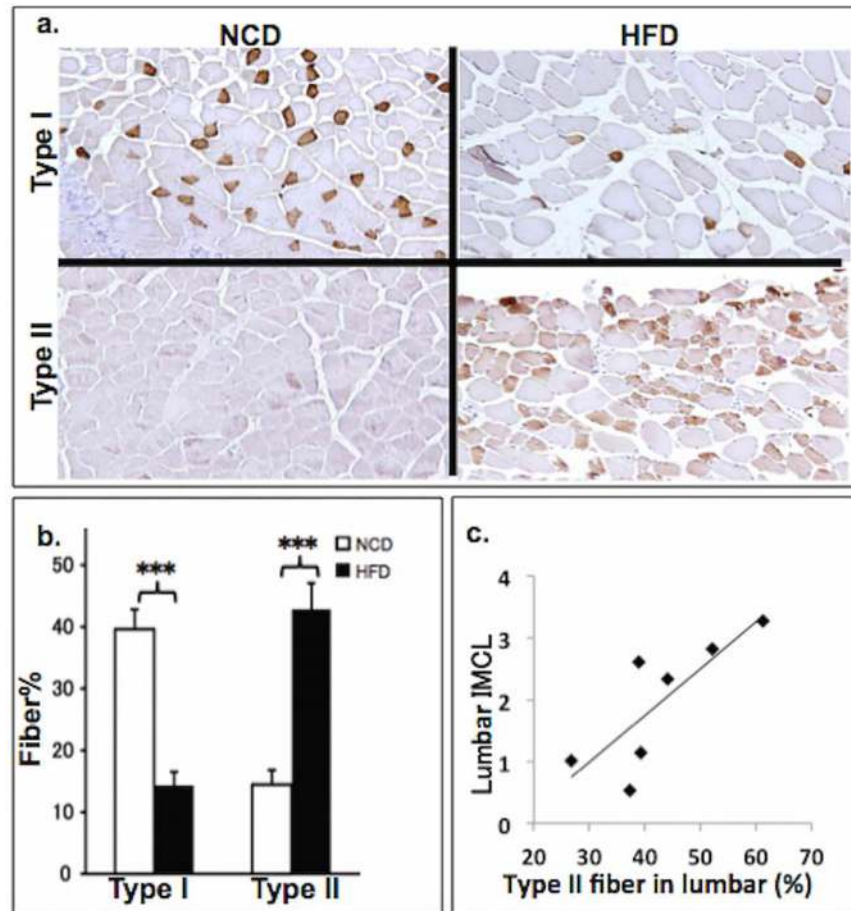 a.
NCD HFD
Type I
Type II
b.
*** ***
NCD
HFD
50
40
30
20
10
0
Fiber%
Type I Type II
c.
4
3
2
1
0
Lumbar IMCL
20 30 40 50 60 70
Type II fiber in lumbar (%)